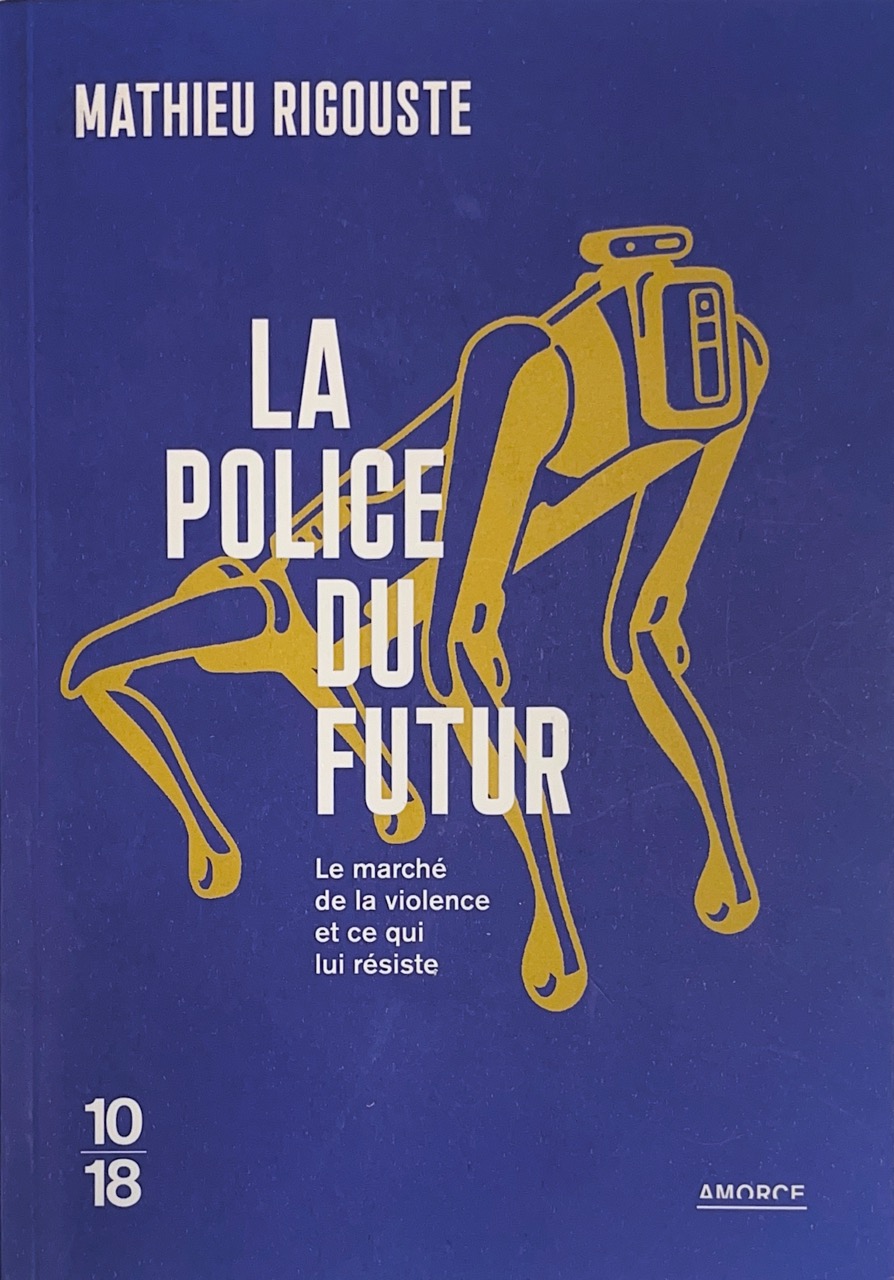 MATHIEU RIGOUSTE
LA
POLICE
DU
FUTUR
Le marché
de la violence
et ce qui
lui résiste
10
18
AMORCE